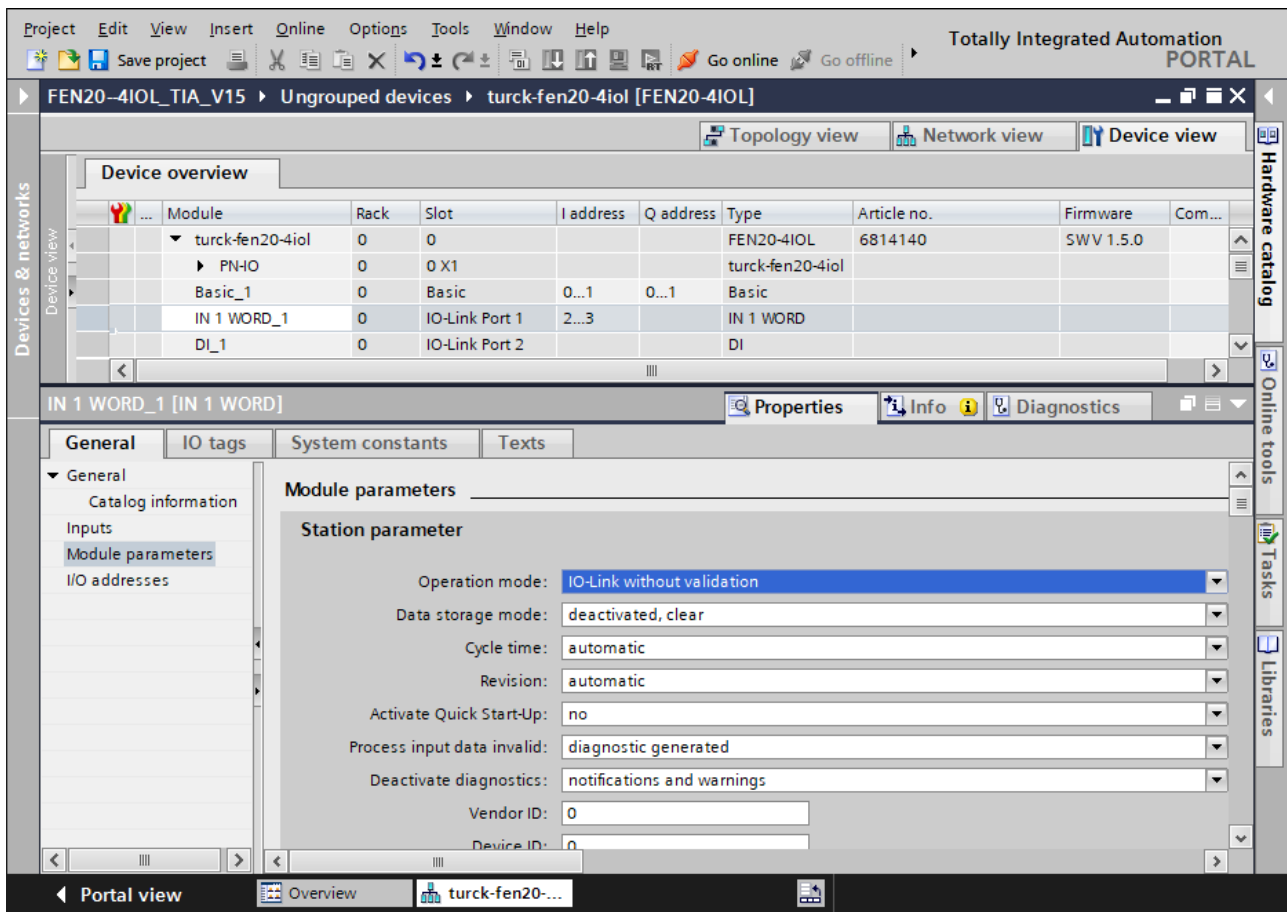 Project Edit View Insert Online Options Tools Window Help
Totally Integrated Automation
PORTAL
Save project Go online Go offline
FEN20--4IOL_TIA_V15 Ungrouped devices turck-fen20-4iol [FEN20-4IOL]
Topology view Network view Device view
Device overview
... Module Rack Slot I address Q address Type Article no. Firmware Com...
turck-fen20-4iol 0 0 FEN20-4IOL 6814140 SWV 1.5.0
PN-IO 0 0 X1 turck-fen20-4iol
Basic_1 0 Basic 0...1 0...1 Basic
IN 1 WORD_1 0 IO-Link Port 1 2...3 IN 1 WORD
DI_1 0 IO-Link Port 2 DI
Devices & networks
Device view
IN 1 WORD_1 [IN 1 WORD]
Properties Info Diagnostics
General IO tags System constants Texts
General
Catalog information
Inputs
Module parameters
I/O addresses
Module parameters
Station parameter
Operation mode: IO-Link without validation
Data storage mode: deactivated, clear
Cycle time: automatic
Revision: automatic
Activate Quick Start-Up: no
Process input data invalid: diagnostic generated
Deactivate diagnostics: notifications and warnings
Vendor ID: 0
Device ID: 0
Hardware catalog
Online tools
Tasks
Libraries
Portal view Overview turck-fen20-...